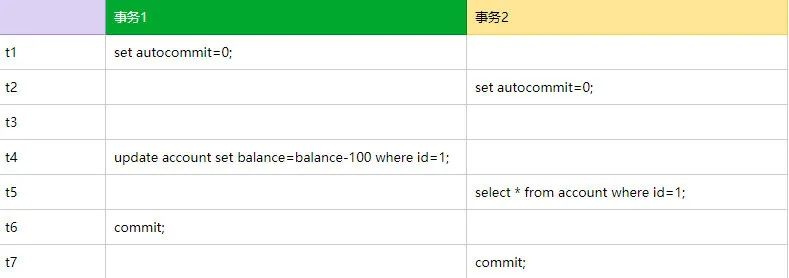 事务1 事务2
t1 set autocommit=0;
t2 set autocommit=0;
t3
t4 update account set balance=balance-100 where id=1;
t5 select * from account where id=1;
t6 commit;
t7 commit;